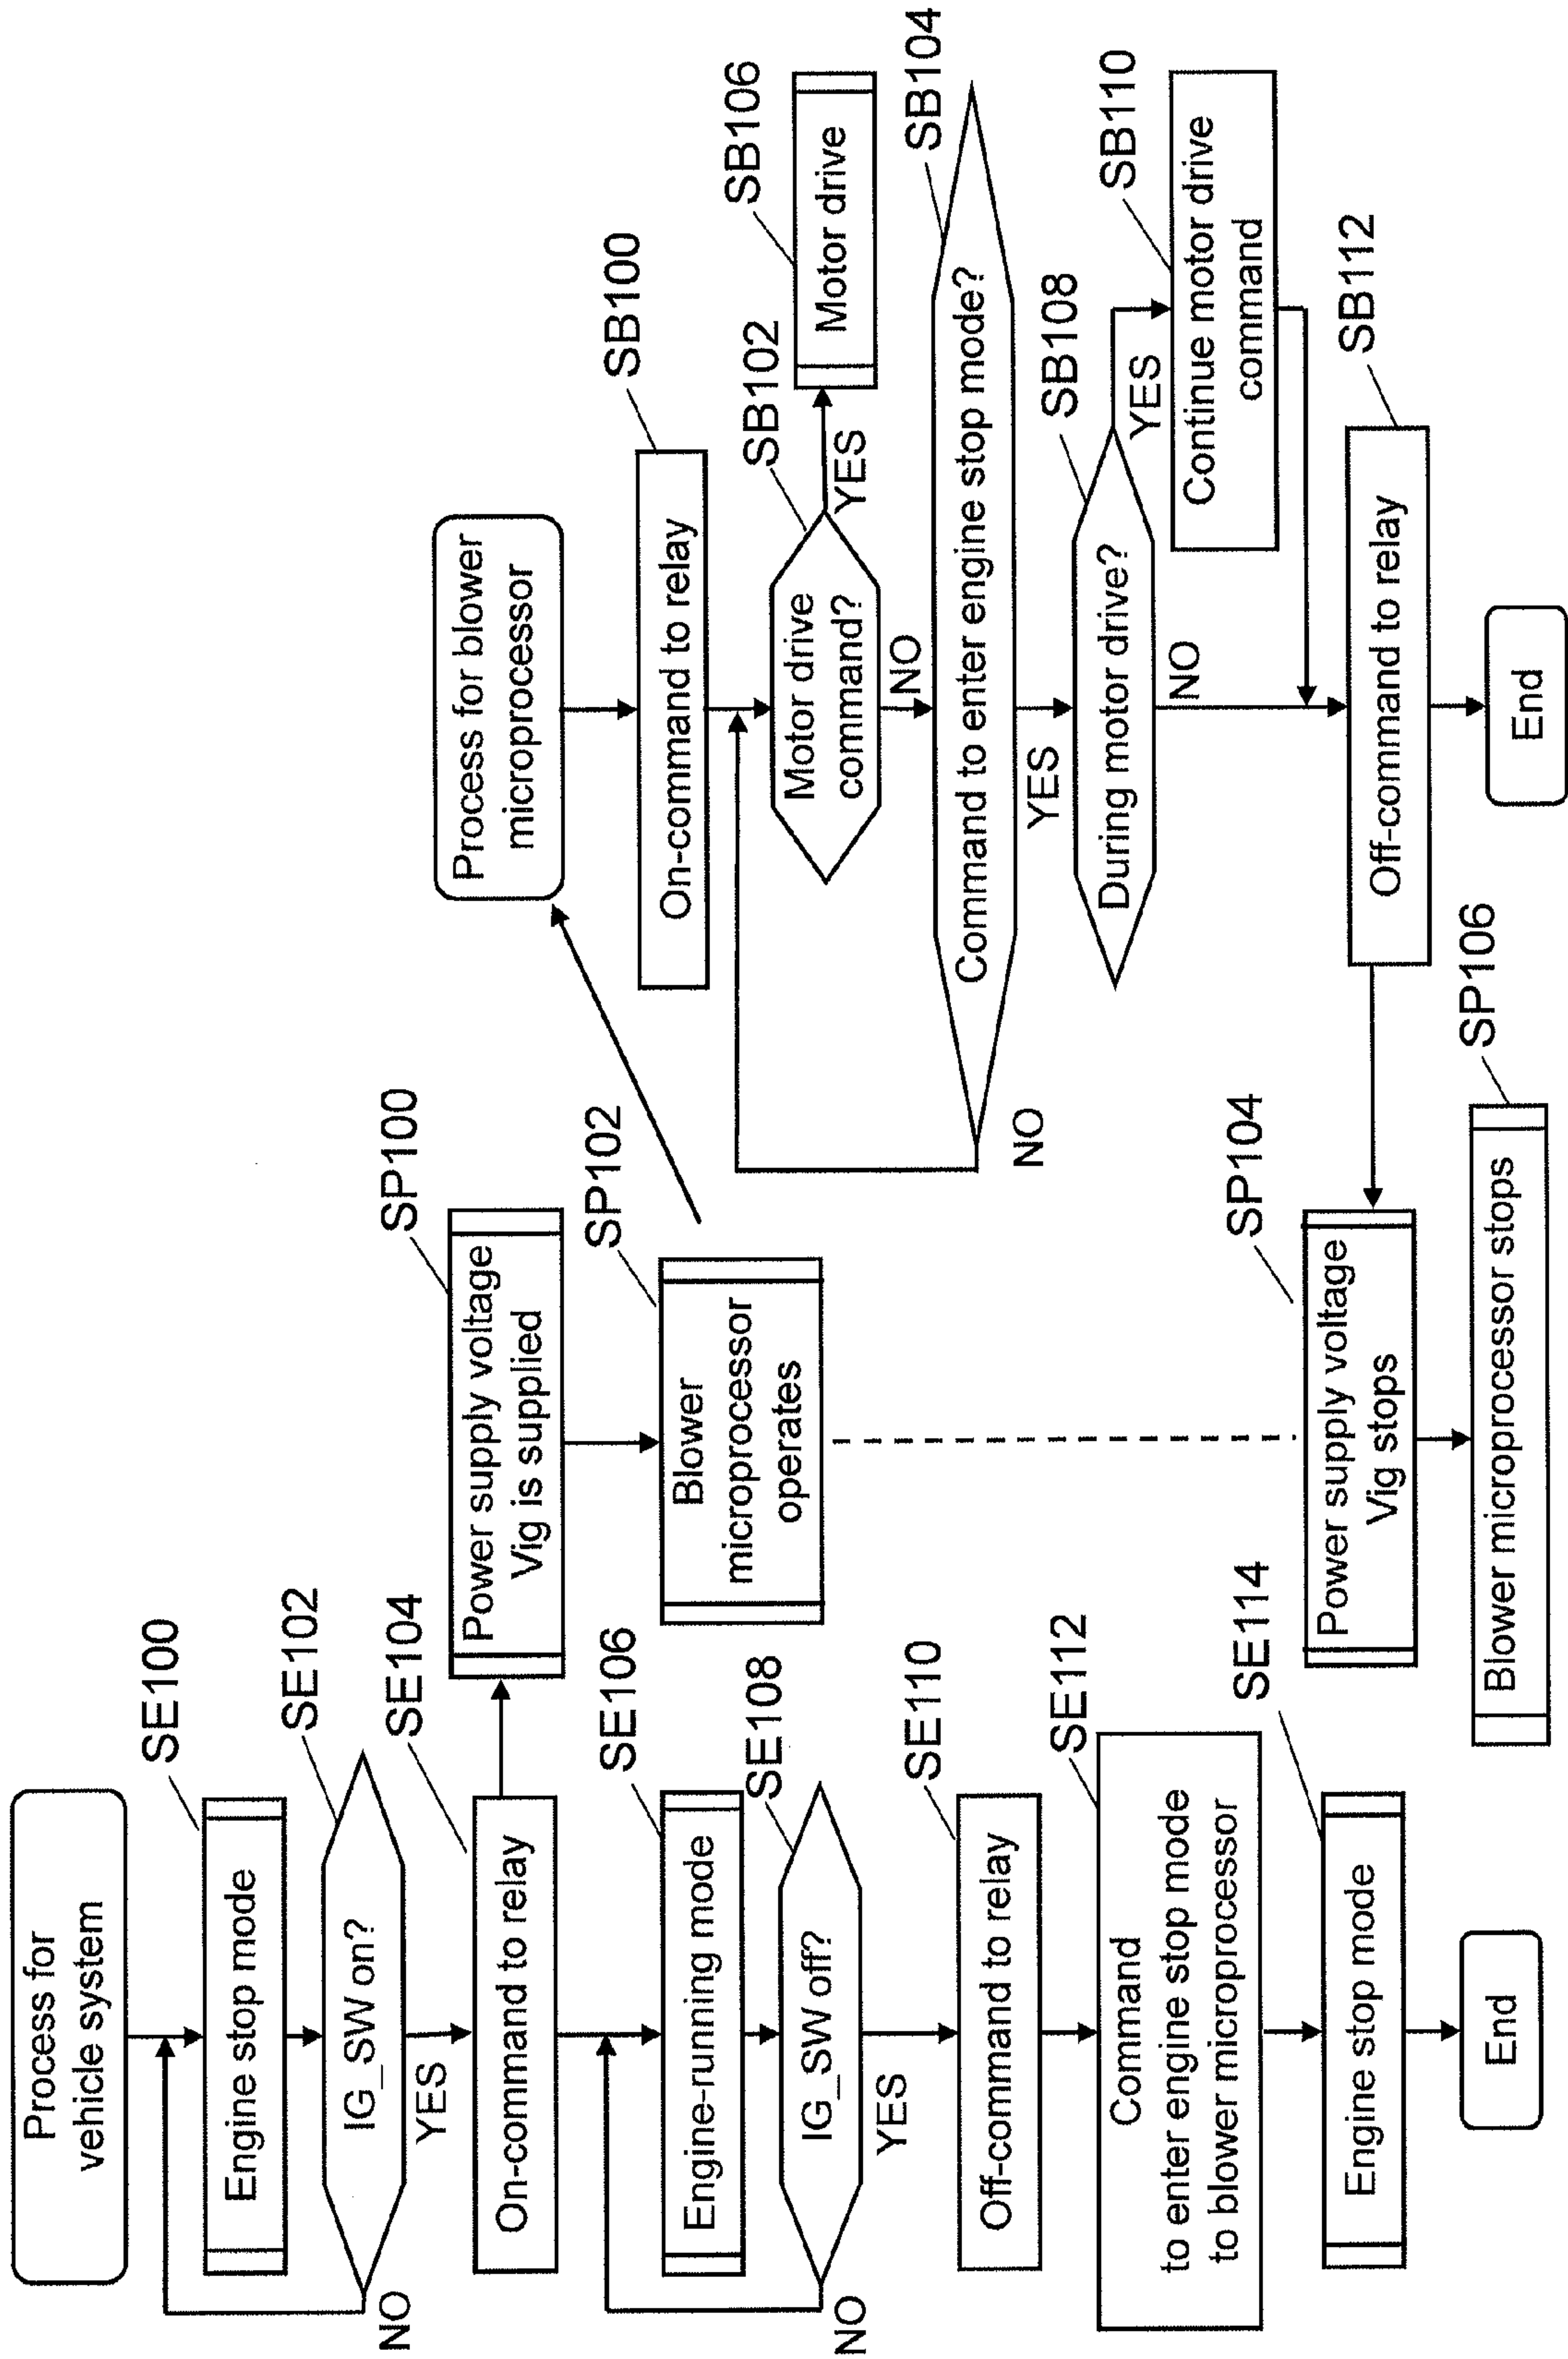 Process for
vehicle system
SE100
Engine stop mode
SE102
IG_SW on?
NO
YES
SE104
On-command to relay
SE106
Engine-running mode
SE108
IG_SW off?
NO
YES
SE110
Off-command to relay
SE112
Command
to enter engine stop mode
to blower microprocessor
SE114
Engine stop mode
End
SP100
Power supply voltage
Vig is supplied
SP102
Blower
microprocessor
operates
SP104
Power supply voltage
Vig stops
SP106
Blower microprocessor stops
Process for blower
microprocessor
SB100
On-command to relay
SB102
Motor drive
command?
YES
NO
SB106
Motor drive
SB104
Command to enter engine stop mode?
NO
YES
SB108
During motor drive?
YES
NO
SB110
Continue motor drive
command
SB112
Off-command to relay
End